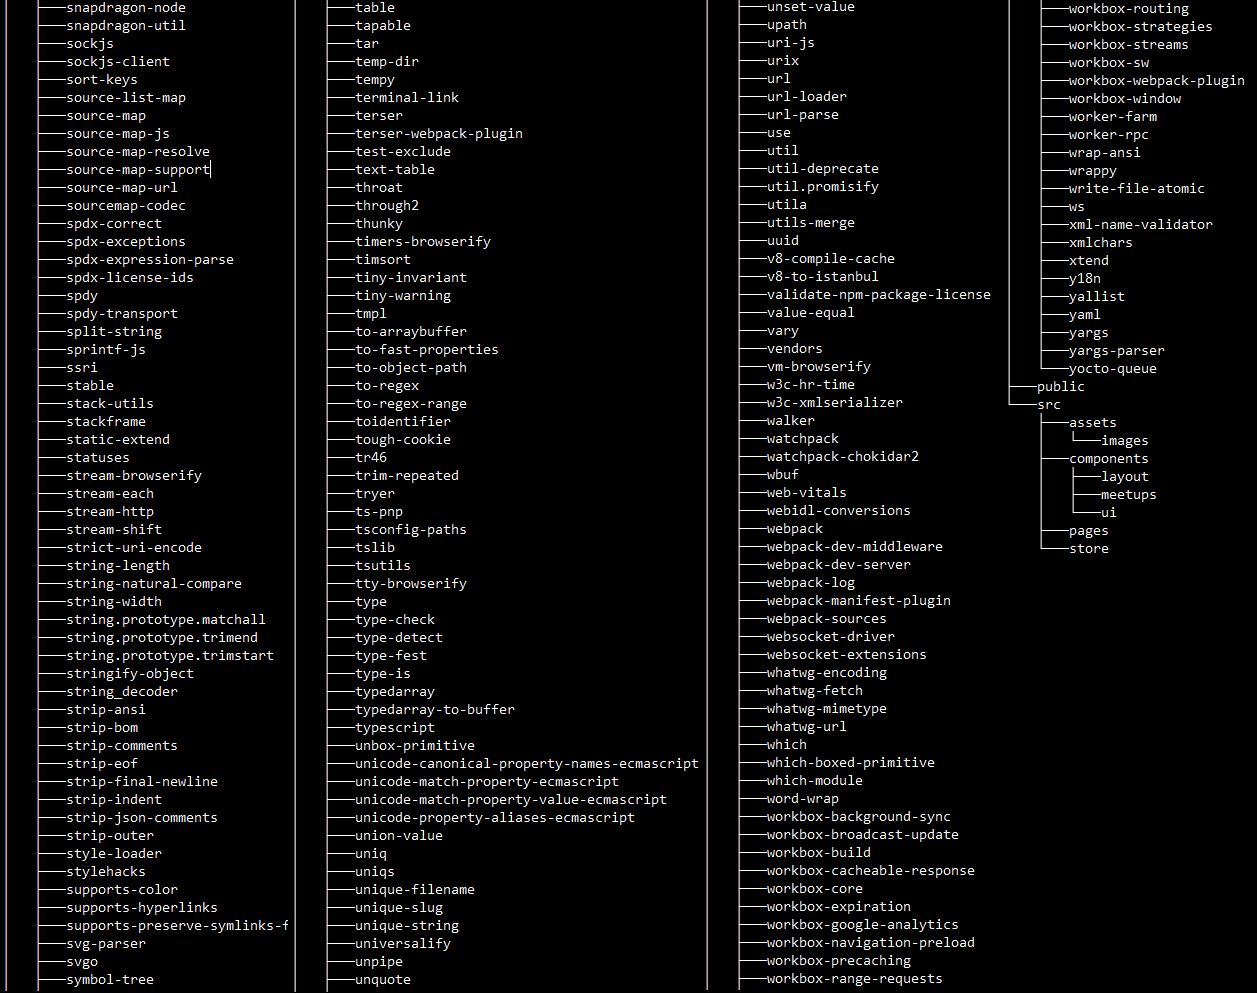 snapdragon-node
snapdragon-util
sockjs
sockjs-client
sort-keys
source-list-map
source-map
source-map-js
source-map-resolve
source-map-support
source-map-url
sourcemap-codec
spdx-correct
spdx-exceptions
spdx-expression-parse
spdx-license-ids
spdy
spdy-transport
split-string
sprintf-js
ssri
stable
stack-utils
stackframe
static-extend
statuses
stream-browserify
stream-each
stream-http
stream-shift
strict-uri-encode
string-length
string-natural-compare
string-width
string.prototype.matchall
string.prototype.trimend
string.prototype.trimstart
stringify-object
string_decoder
strip-ansi
strip-bom
strip-comments
strip-eof
strip-final-newline
strip-indent
strip-json-comments
strip-outer
style-loader
stylehacks
supports-color
supports-hyperlinks
supports-preserve-symlinks-f
svg-parser
svgo
symbol-tree
table
tapable
tar
temp-dir
tempy
terminal-link
terser
terser-webpack-plugin
test-exclude
text-table
throat
through2
thunky
timers-browserify
timsort
tiny-invariant
tiny-warning
tmpl
to-arraybuffer
to-fast-properties
to-object-path
to-regex
to-regex-range
toidentifier
tough-cookie
tr46
trim-repeated
tryer
ts-pnp
tsconfig-paths
tslib
tsutils
tty-browserify
type
type-check
type-detect
type-fest
type-is
typedarray
typedarray-to-buffer
typescript
unbox-primitive
unicode-canonical-property-names-ecmascript
unicode-match-property-ecmascript
unicode-match-property-value-ecmascript
unicode-property-aliases-ecmascript
union-value
uniq
uniqs
unique-filename
unique-slug
unique-string
universalify
unpipe
unquote
unset-value
upath
uri-js
urix
url
url-loader
url-parse
use
util
util-deprecate
util.promisify
utila
utils-merge
uuid
v8-compile-cache
v8-to-istanbul
validate-npm-package-license
value-equal
vary
vendors
vm-browserify
w3c-hr-time
w3c-xmlserializer
walker
watchpack
watchpack-chokidar2
wbuf
web-vitals
webidl-conversions
webpack
webpack-dev-middleware
webpack-dev-server
webpack-log
webpack-manifest-plugin
webpack-sources
websocket-driver
websocket-extensions
whatwg-encoding
whatwg-fetch
whatwg-mimetype
whatwg-url
which
which-boxed-primitive
which-module
word-wrap
workbox-background-sync
workbox-broadcast-update
workbox-build
workbox-cacheable-response
workbox-core
workbox-expiration
workbox-google-analytics
workbox-navigation-preload
workbox-precaching
workbox-range-requests
workbox-routing
workbox-strategies
workbox-streams
workbox-sw
workbox-webpack-plugin
workbox-window
worker-farm
worker-rpc
wrap-ansi
wrappy
write-file-atomic
ws
xml-name-validator
xmlchars
xtend
y18n
yallist
yaml
yargs
yargs-parser
yocto-queue
public
src
assets
images
components
layout
meetups
ui
pages
store